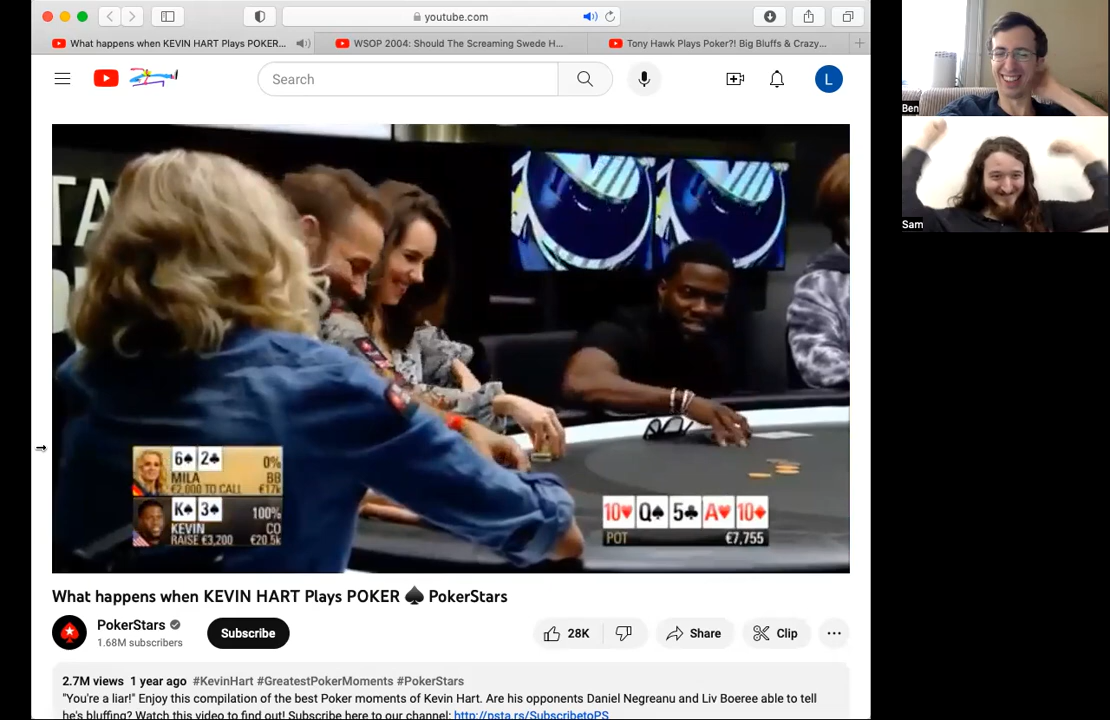 youtube.com
What happens when KEVIN HART Plays POKER...
WSOP 2004: Should The Screaming Swede H...
Tony Hawk Plays Poker?! Big Bluffs & Crazy...
Search
L
Ben
Sam
STA
6♠ 2♣ 0%
MILA BB
€2,000 TO CALL €17k
K♠ 3♠ 100%
KEVIN CO
RAISE €3,200 €20.5k
10♥ Q♠ 5♣ A♥ 10♦
POT €7,755
What happens when KEVIN HART Plays POKER ♠ PokerStars
PokerStars
1.68M subscribers
Subscribe
28K
Share
Clip
2.7M views 1 year ago #KevinHart #GreatestPokerMoments #PokerStars
"You're a liar!" Enjoy this compilation of the best Poker moments of Kevin Hart. Are his opponents Daniel Negreanu and Liv Boeree able to tell
he's bluffing? Watch this video to find out! Subscribe here to our channel: http://psta.rs/SubscribetoPS